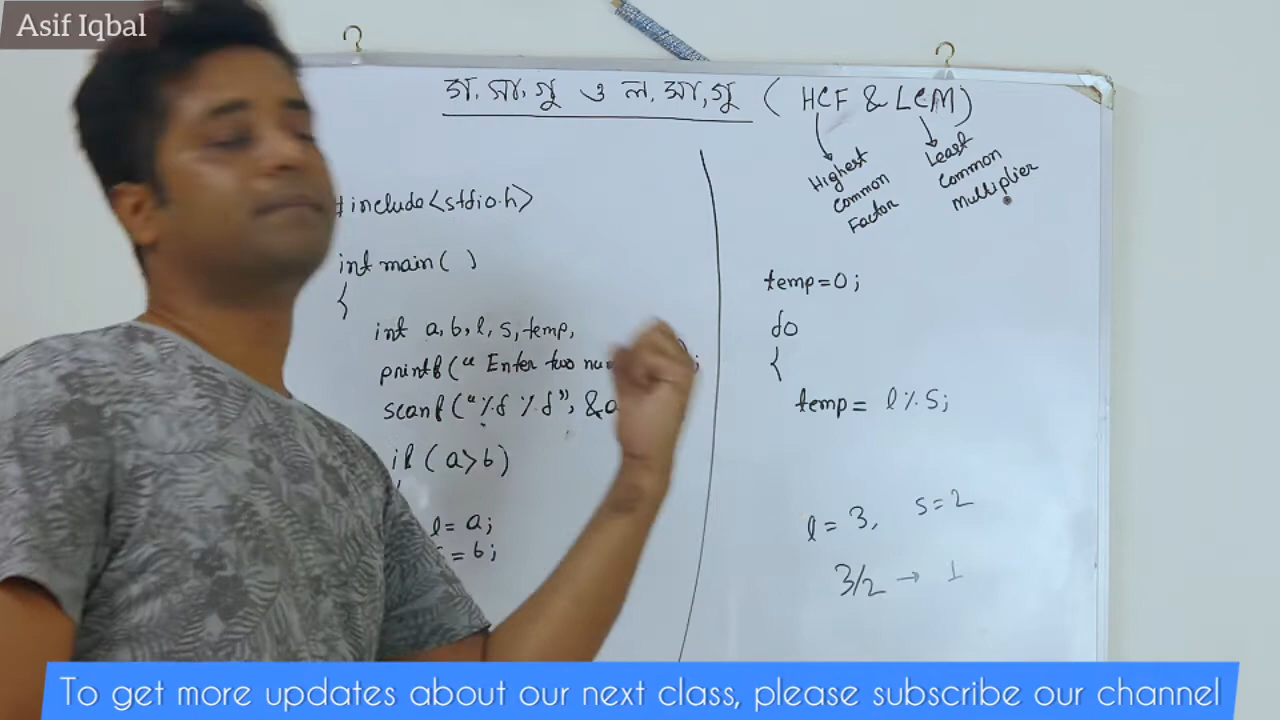 Asif Iqbal
গ. সা. গু ও ল. সা, গু ( HCF & LCM)
Highest
common
Factor
Least
common
multiplier
#include<stdio.h>
int main( )
{
int a, b, l, s, temp,
printf(" Enter two
scanf("%d %d", &a
if (a>b)
l= a;
= b;
temp=0;
do
{
temp= l%s;
l = 3, s=2
3/2 → 1
To get more updates about our next class, please subscribe our channel